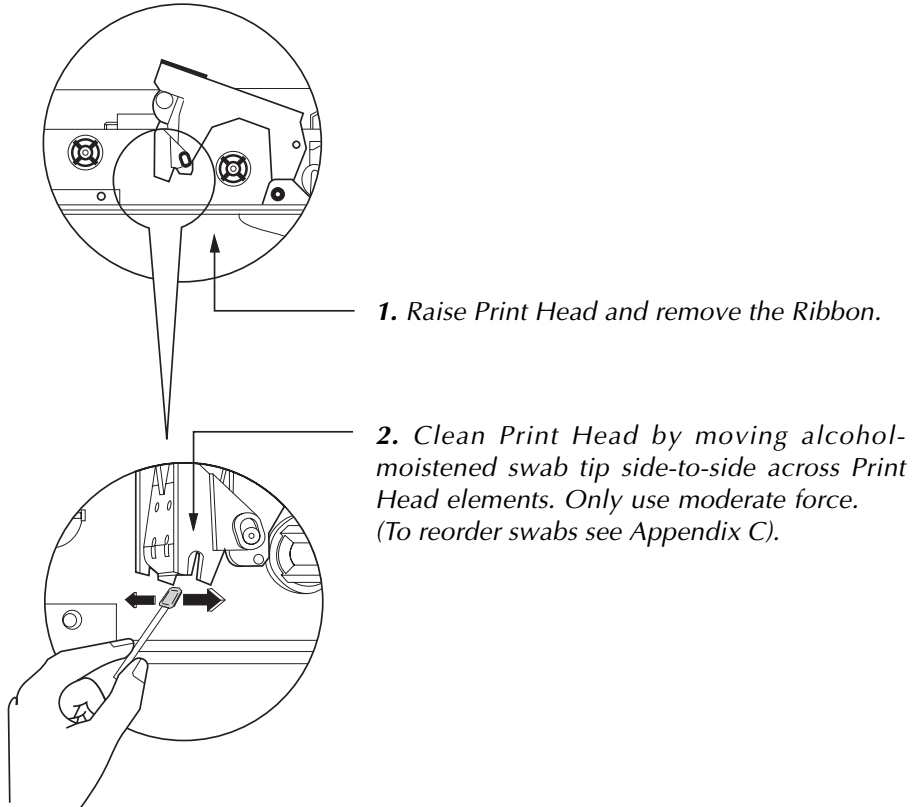 1. Raise Print Head and remove the Ribbon.
2. Clean Print Head by moving alcohol-
moistened swab tip side-to-side across Print
Head elements. Only use moderate force.
(To reorder swabs see Appendix C).